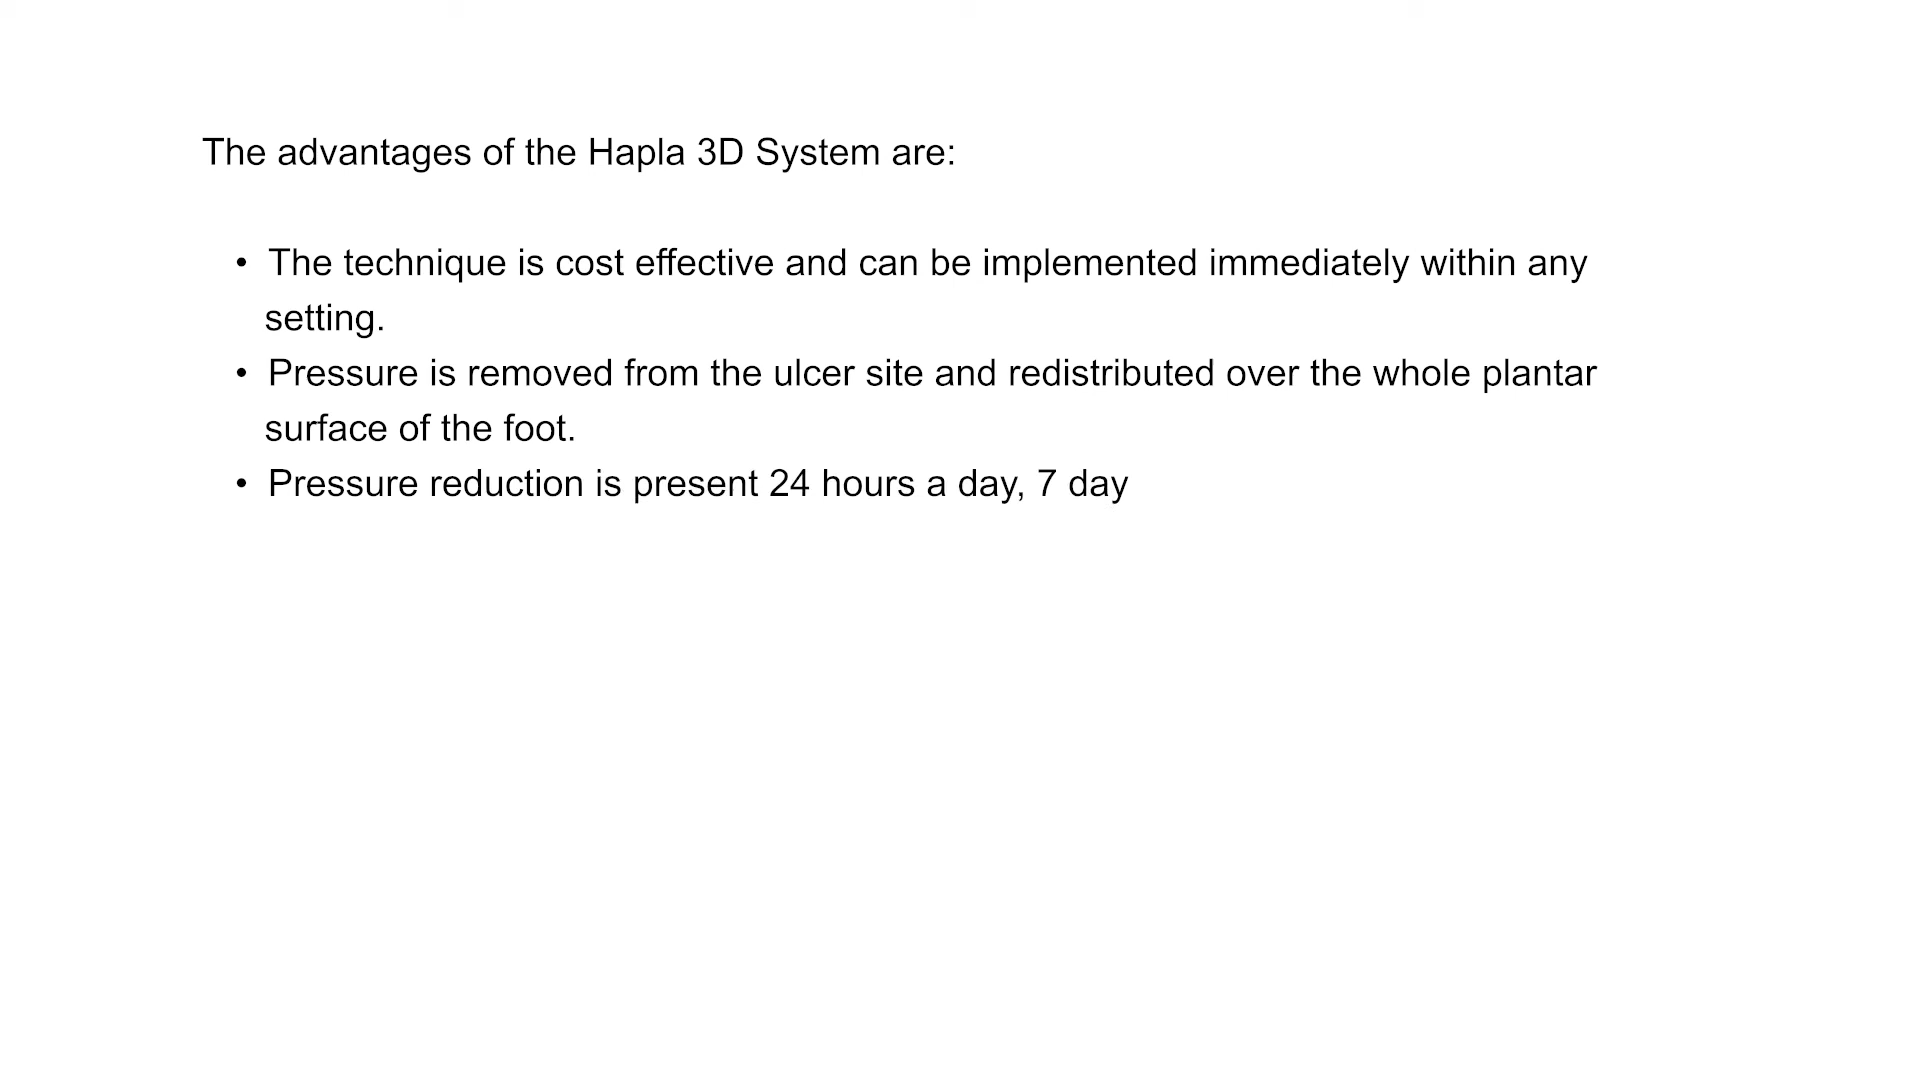 The advantages of the Hapla 3D System are:
• The technique is cost effective and can be implemented immediately within any
setting.
• Pressure is removed from the ulcer site and redistributed over the whole plantar
surface of the foot.
• Pressure reduction is present 24 hours a day, 7 day